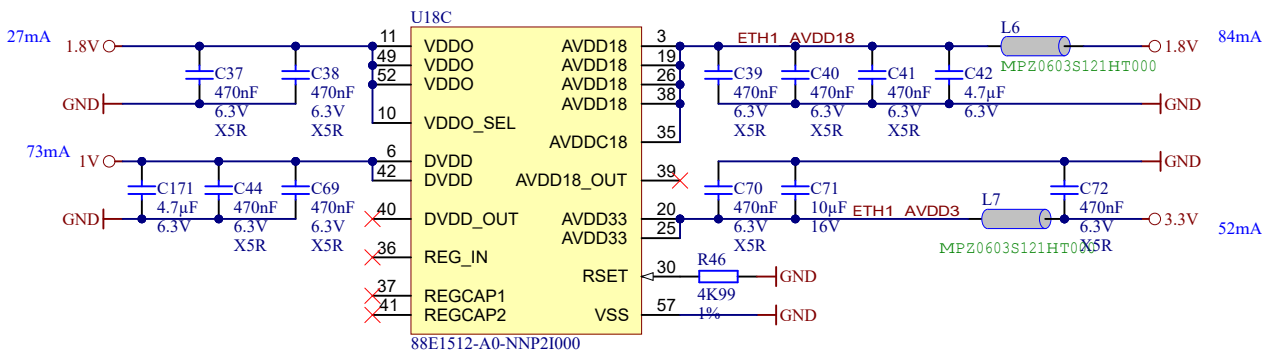 U18C
27mA
1.8V
11
VDDO
AVDD18
3
ETH1_AVDD18
L6
1.8V
84mA
49
VDDO
AVDD18
19
MPZ0603S121HT000
52
VDDO
AVDD18
26
AVDD18
38
C37
470nF
6.3V
X5R
C38
470nF
6.3V
X5R
C39
470nF
6.3V
X5R
C40
470nF
6.3V
X5R
C41
470nF
6.3V
X5R
C42
4.7µF
6.3V
GND
GND
10
VDDO_SEL
AVDDC18
35
73mA
1V
6
DVDD
42
DVDD
AVDD18_OUT
39
GND
C171
4.7µF
6.3V
C44
470nF
6.3V
X5R
C69
470nF
6.3V
X5R
C70
470nF
6.3V
X5R
C71
10µF
16V
C72
470nF
6.3V
X5R
GND
40
DVDD_OUT
AVDD33
20
ETH1_AVDD3
L7
3.3V
52mA
AVDD33
25
MPZ0603S121HT000
36
REG_IN
RSET
30
R46
4K99
1%
GND
37
REGCAP1
41
REGCAP2
VSS
57
GND
88E1512-A0-NNP2I000